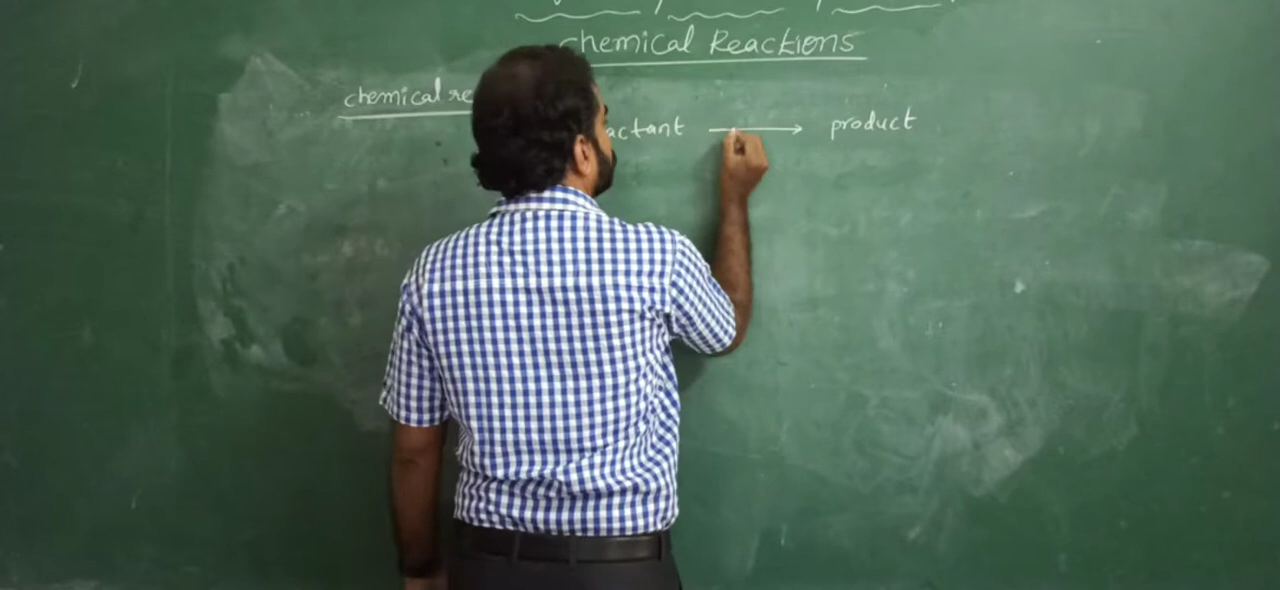 chemical Reactions
chemical re
actant ⟶ product